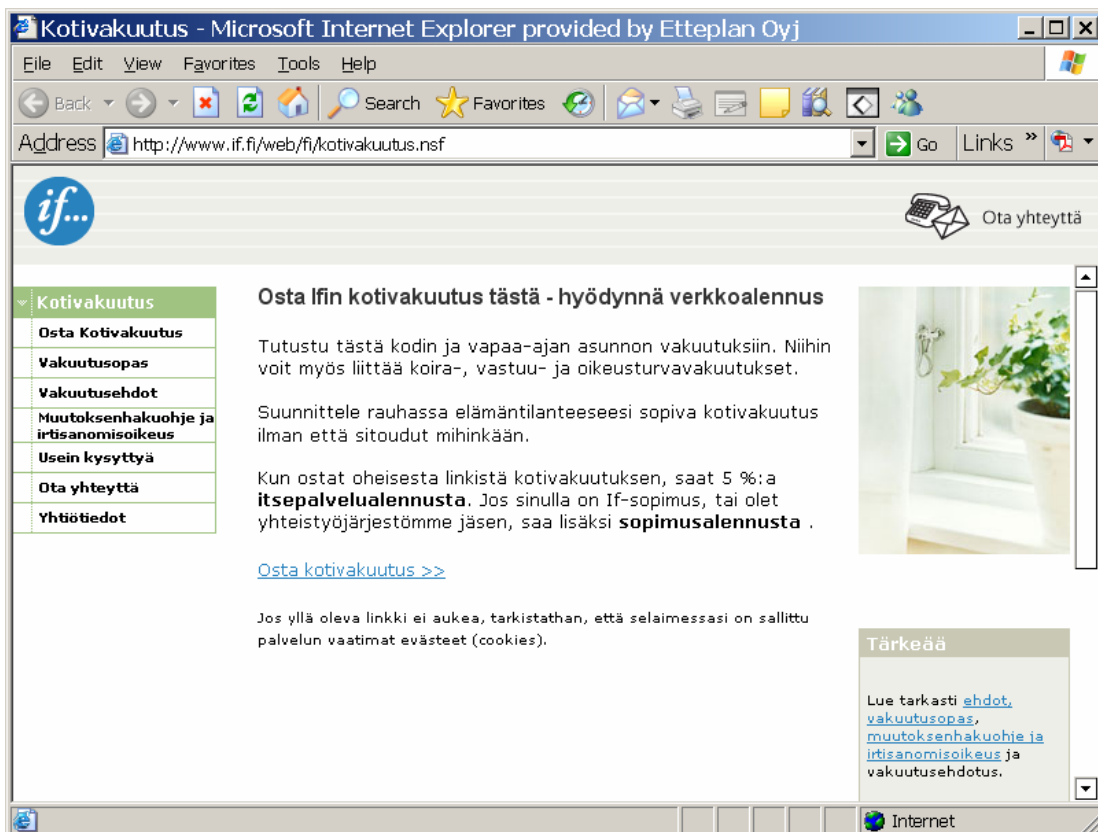 Kotivakuutus - Microsoft Internet Explorer provided by Etteplan Oyj
File Edit View Favorites Tools Help
Back Search Favorites
Address http://www.if.fi/web/fi/kotivakuutus.nsf Go Links »
if...
Ota yhteyttä
Kotivakuutus
Osta Kotivakuutus
Vakuutusopas
Vakuutusehdot
Muutoksenhakuohje ja
irtisanomisoikeus
Usein kysyttyä
Ota yhteyttä
Yhtiötiedot
Osta Ifin kotivakuutus tästä - hyödynnä verkkoalennus
Tutustu tästä kodin ja vapaa-ajan asunnon vakuutuksiin. Niihin
voit myös liittää koira-, vastuu- ja oikeusturvavakuutukset.
Suunnittele rauhassa elämäntilanteeseesi sopiva kotivakuutus
ilman että sitoudut mihinkään.
Kun ostat oheisesta linkistä kotivakuutuksen, saat 5 %:a
itsepalvelualennusta. Jos sinulla on If-sopimus, tai olet
yhteistyöjärjestömme jäsen, saa lisäksi sopimusalennusta .
Osta kotivakuutus >>
Jos yllä oleva linkki ei aukea, tarkistathan, että selaimessasi on sallittu
palvelun vaatimat evästeet (cookies).
Tärkeää
Lue tarkasti ehdot,
vakuutusopas,
muutoksenhakuohje ja
irtisanomisoikeus ja
vakuutusehdotus.
Internet